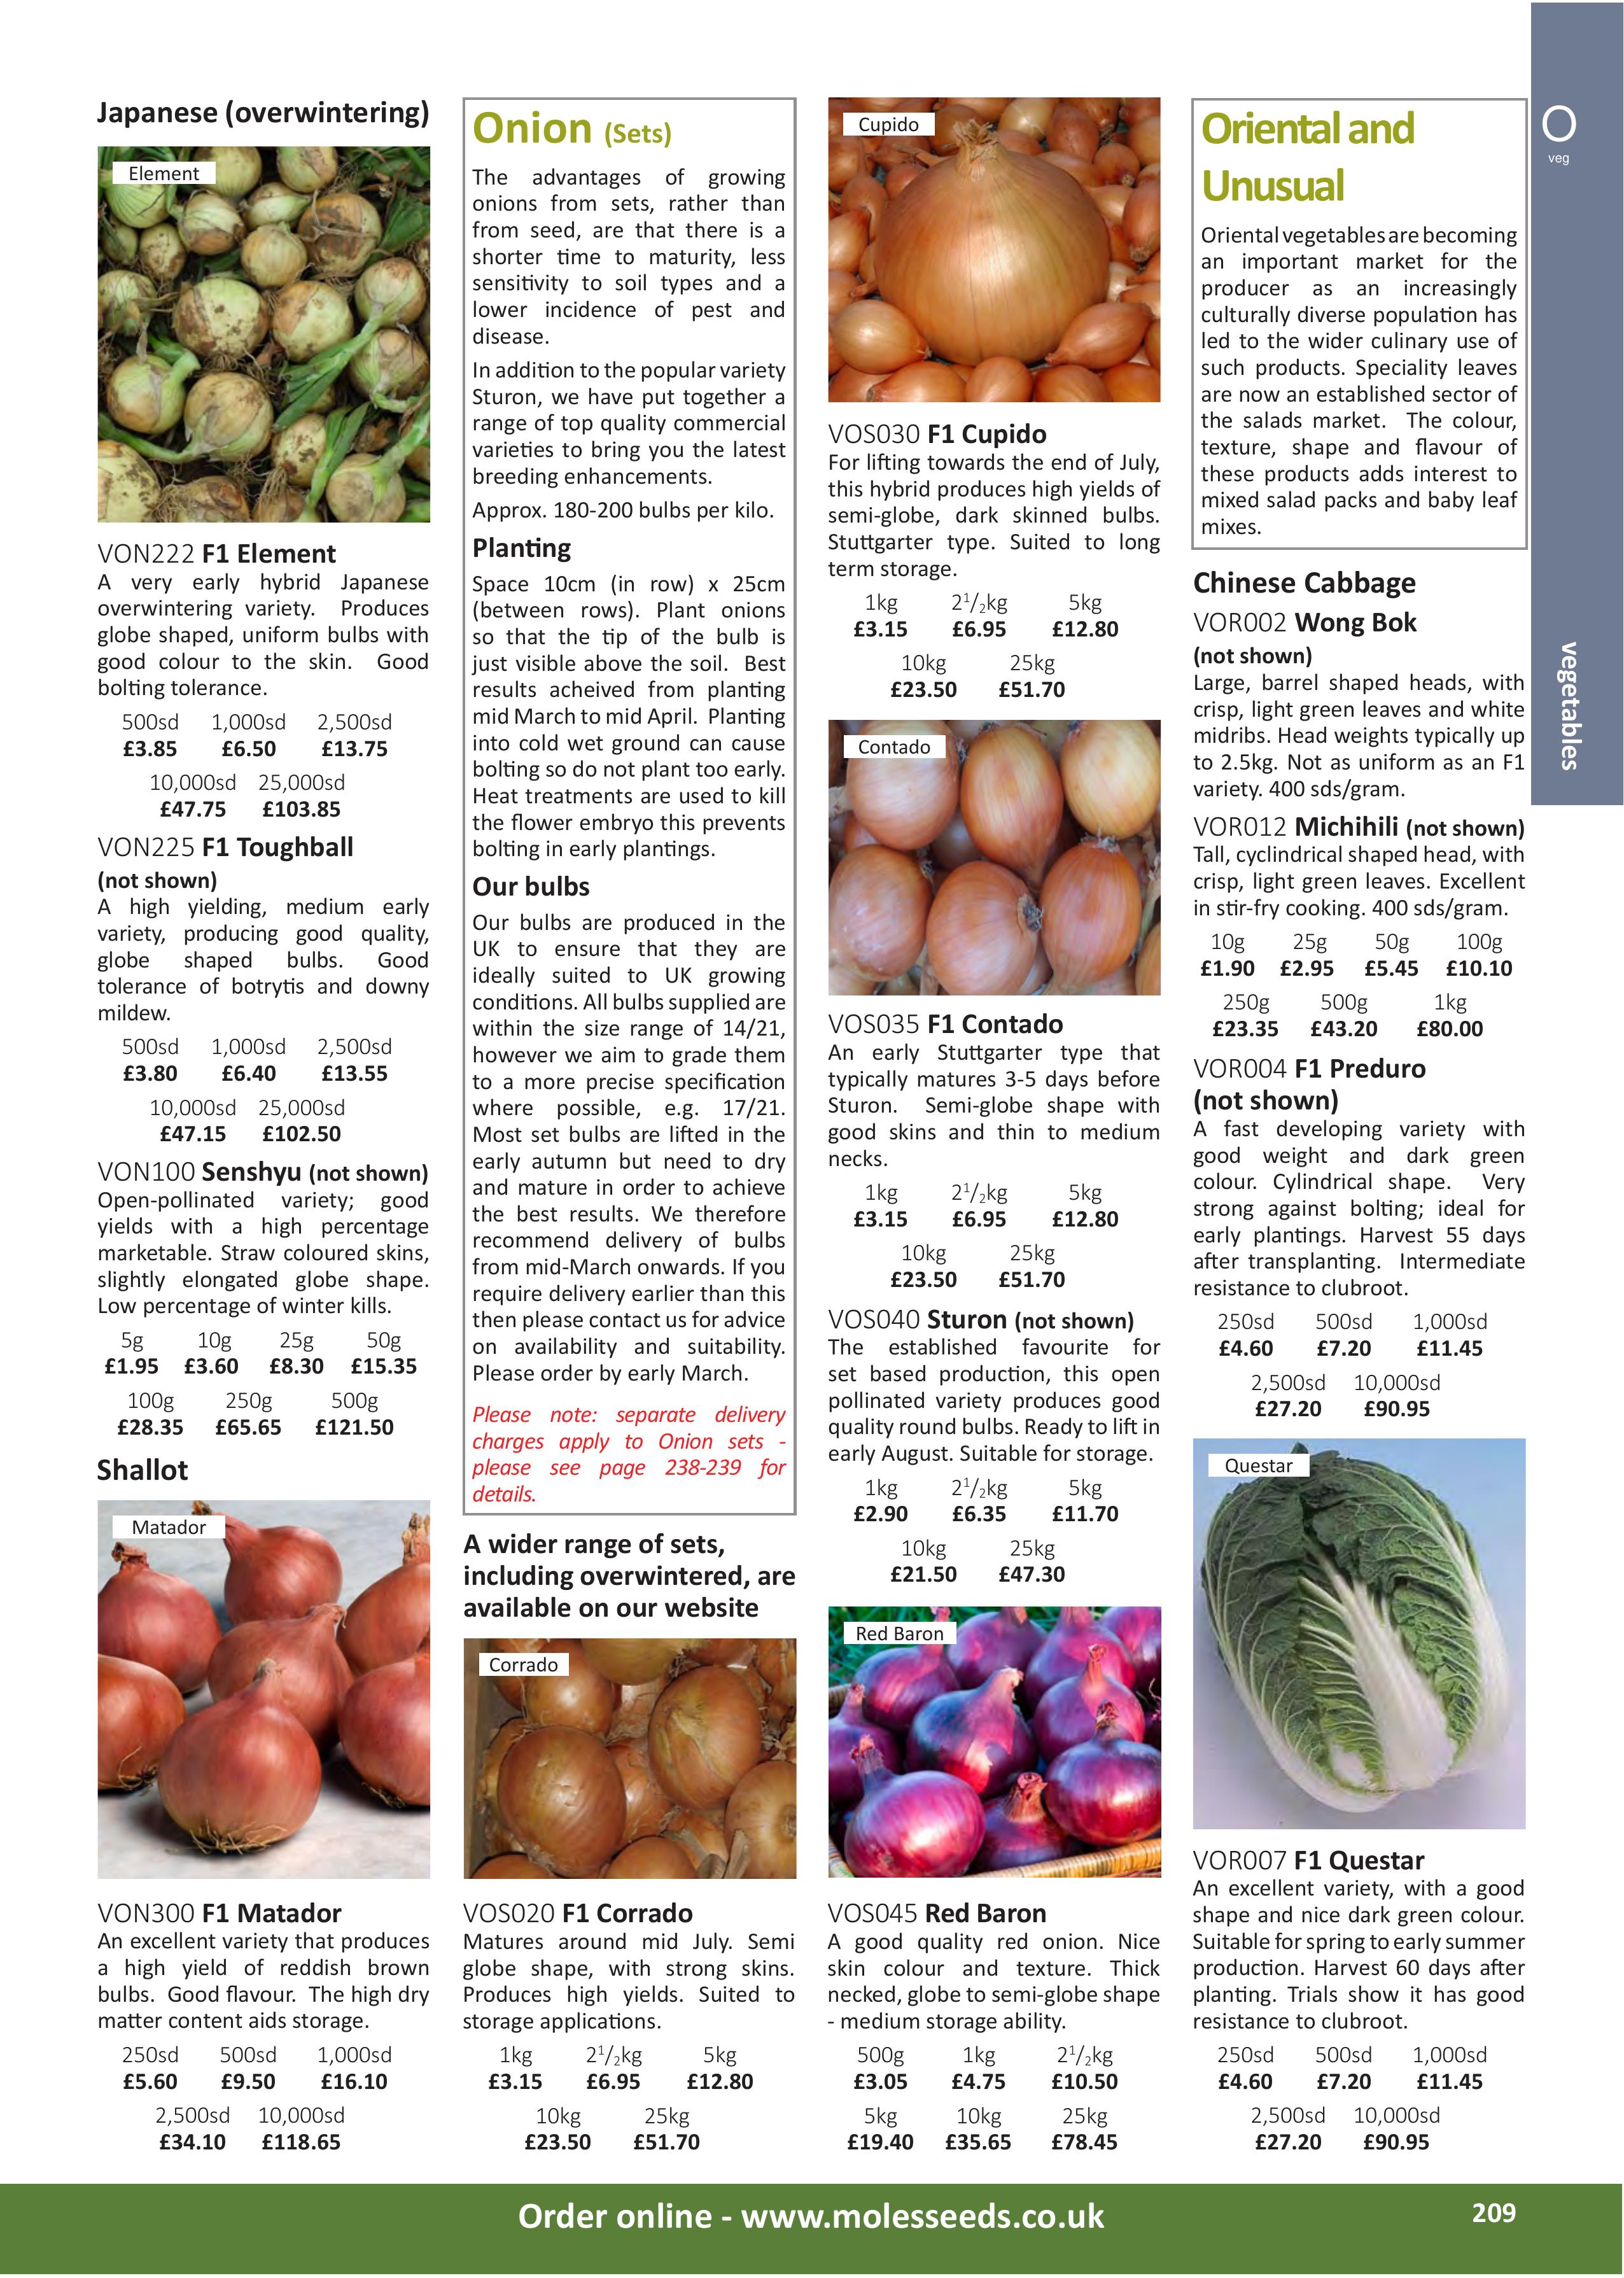 Japanese (overwintering)
Element
VON222 F1 Element
A very early hybrid Japanese
overwintering variety. Produces
globe shaped, uniform bulbs with
good colour to the skin. Good
bolting tolerance.
500sd 1,000sd 2,500sd
£3.85 £6.50 £13.75
10,000sd 25,000sd
£47.75 £103.85
VON225 F1 Toughball
(not shown)
A high yielding, medium early
variety, producing good quality,
globe shaped bulbs. Good
tolerance of botrytis and downy
mildew.
500sd 1,000sd 2,500sd
£3.80 £6.40 £13.55
10,000sd 25,000sd
£47.15 £102.50
VON100 Senshyu (not shown)
Open-pollinated variety; good
yields with a high percentage
marketable. Straw coloured skins,
slightly elongated globe shape.
Low percentage of winter kills.
5g 10g 25g 50g
£1.95 £3.60 £8.30 £15.35
100g 250g 500g
£28.35 £65.65 £121.50
Shallot
Matador
VON300 F1 Matador
An excellent variety that produces
a high yield of reddish brown
bulbs. Good flavour. The high dry
matter content aids storage.
250sd 500sd 1,000sd
£5.60 £9.50 £16.10
2,500sd 10,000sd
£34.10 £118.65
Onion (Sets)
The advantages of growing
onions from sets, rather than
from seed, are that there is a
shorter time to maturity, less
sensitivity to soil types and a
lower incidence of pest and
disease.
In addition to the popular variety
Sturon, we have put together a
range of top quality commercial
varieties to bring you the latest
breeding enhancements.
Approx. 180-200 bulbs per kilo.
Planting
Space 10cm (in row) x 25cm
(between rows). Plant onions
so that the tip of the bulb is
just visible above the soil. Best
results acheived from planting
mid March to mid April. Planting
into cold wet ground can cause
bolting so do not plant too early.
Heat treatments are used to kill
the flower embryo this prevents
bolting in early plantings.
Our bulbs
Our bulbs are produced in the
UK to ensure that they are
ideally suited to UK growing
conditions. All bulbs supplied are
within the size range of 14/21,
however we aim to grade them
to a more precise specification
where possible, e.g. 17/21.
Most set bulbs are lifted in the
early autumn but need to dry
and mature in order to achieve
the best results. We therefore
recommend delivery of bulbs
from mid-March onwards. If you
require delivery earlier than this
then please contact us for advice
on availability and suitability.
Please order by early March.
Please note: separate delivery
charges apply to Onion sets -
please see page 238-239 for
details.
A wider range of sets,
including overwintered, are
available on our website
Corrado
VOS020 F1 Corrado
Matures around mid July. Semi
globe shape, with strong skins.
Produces high yields. Suited to
storage applications.
1kg 2¹/₂kg 5kg
£3.15 £6.95 £12.80
10kg 25kg
£23.50 £51.70
Cupido
VOS030 F1 Cupido
For lifting towards the end of July,
this hybrid produces high yields of
semi-globe, dark skinned bulbs.
Stuttgarter type. Suited to long
term storage.
1kg 2¹/₂kg 5kg
£3.15 £6.95 £12.80
10kg 25kg
£23.50 £51.70
Contado
VOS035 F1 Contado
An early Stuttgarter type that
typically matures 3-5 days before
Sturon. Semi-globe shape with
good skins and thin to medium
necks.
1kg 2¹/₂kg 5kg
£3.15 £6.95 £12.80
10kg 25kg
£23.50 £51.70
VOS040 Sturon (not shown)
The established favourite for
set based production, this open
pollinated variety produces good
quality round bulbs. Ready to lift in
early August. Suitable for storage.
1kg 2¹/₂kg 5kg
£2.90 £6.35 £11.70
10kg 25kg
£21.50 £47.30
Red Baron
VOS045 Red Baron
A good quality red onion. Nice
skin colour and texture. Thick
necked, globe to semi-globe shape
- medium storage ability.
500g 1kg 2¹/₂kg
£3.05 £4.75 £10.50
5kg 10kg 25kg
£19.40 £35.65 £78.45
Oriental and
Unusual
Oriental vegetables are becoming
an important market for the
producer as an increasingly
culturally diverse population has
led to the wider culinary use of
such products. Speciality leaves
are now an established sector of
the salads market. The colour,
texture, shape and flavour of
these products adds interest to
mixed salad packs and baby leaf
mixes.
Chinese Cabbage
VOR002 Wong Bok
(not shown)
Large, barrel shaped heads, with
crisp, light green leaves and white
midribs. Head weights typically up
to 2.5kg. Not as uniform as an F1
variety. 400 sds/gram.
VOR012 Michihili (not shown)
Tall, cyclindrical shaped head, with
crisp, light green leaves. Excellent
in stir-fry cooking. 400 sds/gram.
10g 25g 50g 100g
£1.90 £2.95 £5.45 £10.10
250g 500g 1kg
£23.35 £43.20 £80.00
VOR004 F1 Preduro
(not shown)
A fast developing variety with
good weight and dark green
colour. Cylindrical shape. Very
strong against bolting; ideal for
early plantings. Harvest 55 days
after transplanting. Intermediate
resistance to clubroot.
250sd 500sd 1,000sd
£4.60 £7.20 £11.45
2,500sd 10,000sd
£27.20 £90.95
Questar
VOR007 F1 Questar
An excellent variety, with a good
shape and nice dark green colour.
Suitable for spring to early summer
production. Harvest 60 days after
planting. Trials show it has good
resistance to clubroot.
250sd 500sd 1,000sd
£4.60 £7.20 £11.45
2,500sd 10,000sd
£27.20 £90.95
O
veg
vegetables
Order online - www.molesseeds.co.uk
209